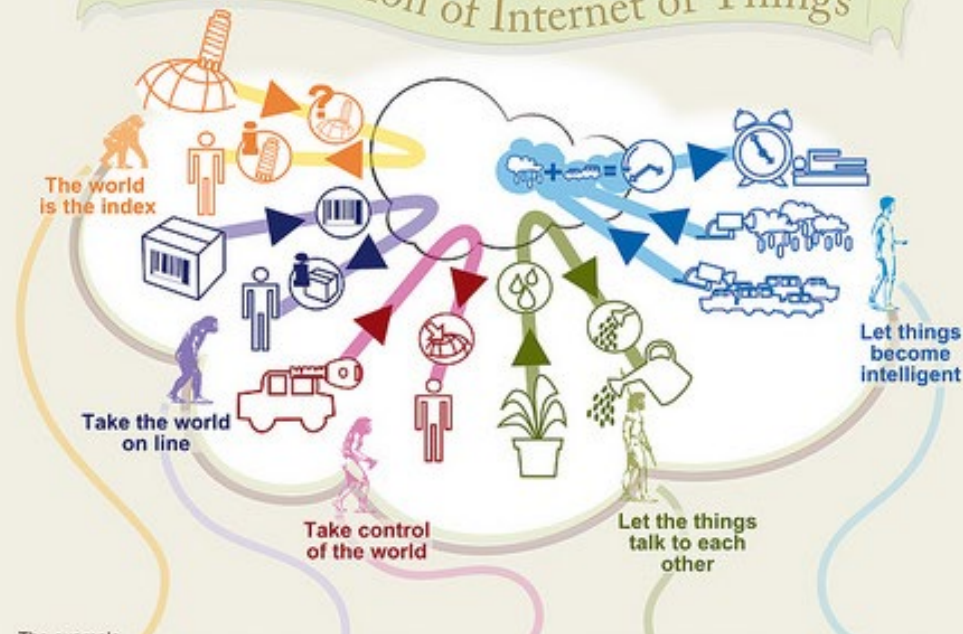 of Internet of Things
The world
is the index
Take the world
on line
Take control
of the world
Let the things
talk to each
other
Let things
become
intelligent